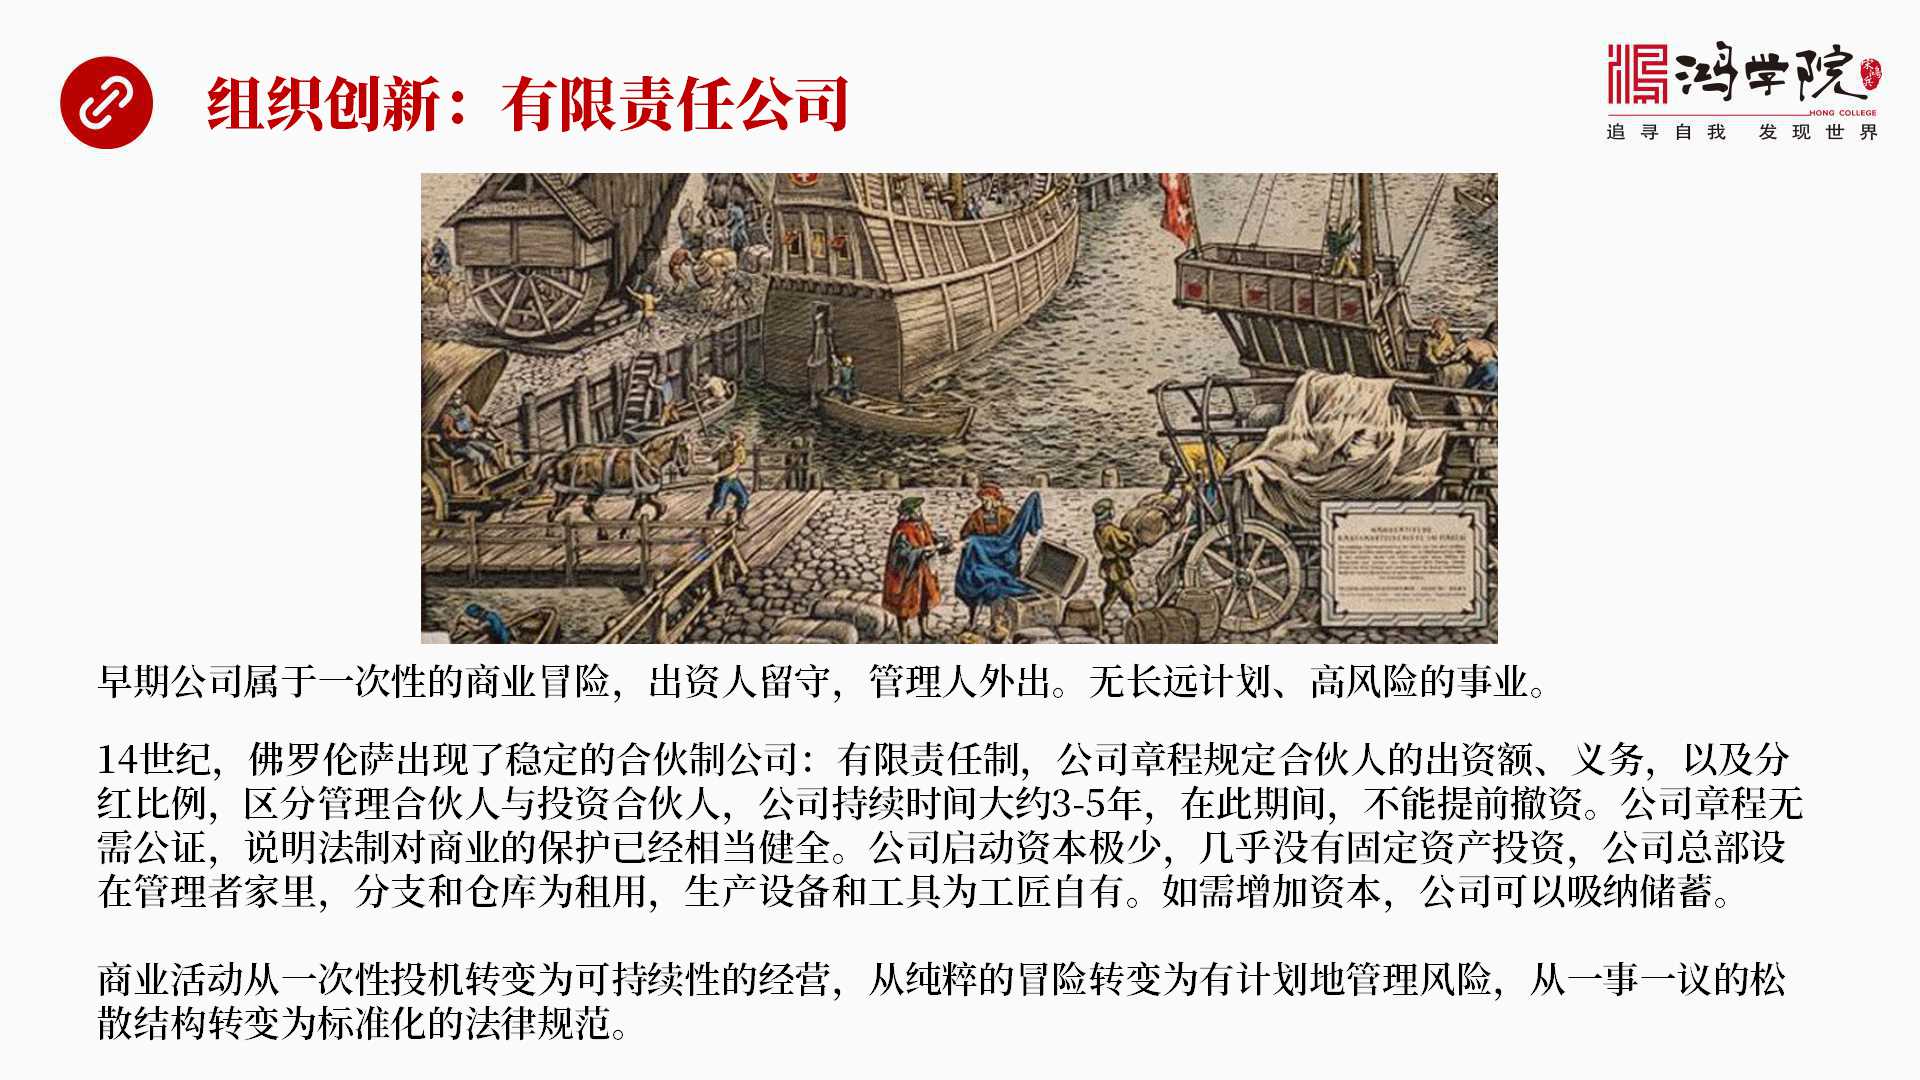 组织创新：有限责任公司
鸿学院
宋鸿兵
HONG COLLEGE
追寻自我 发现世界
早期公司属于一次性的商业冒险，出资人留守，管理人外出。无长远计划、高风险的事业。
14世纪，佛罗伦萨出现了稳定的合伙制公司：有限责任制，公司章程规定合伙人的出资额、义务，以及分
红比例，区分管理合伙人与投资合伙人，公司持续时间大约3-5年，在此期间，不能提前撤资。公司章程无
需公证，说明法制对商业的保护已经相当健全。公司启动资本极少，几乎没有固定资产投资，公司总部设
在管理者家里，分支和仓库为租用，生产设备和工具为工匠自有。如需增加资本，公司可以吸纳储蓄。
商业活动从一次性投机转变为可持续性的经营，从纯粹的冒险转变为有计划地管理风险，从一事一议的松
散结构转变为标准化的法律规范。